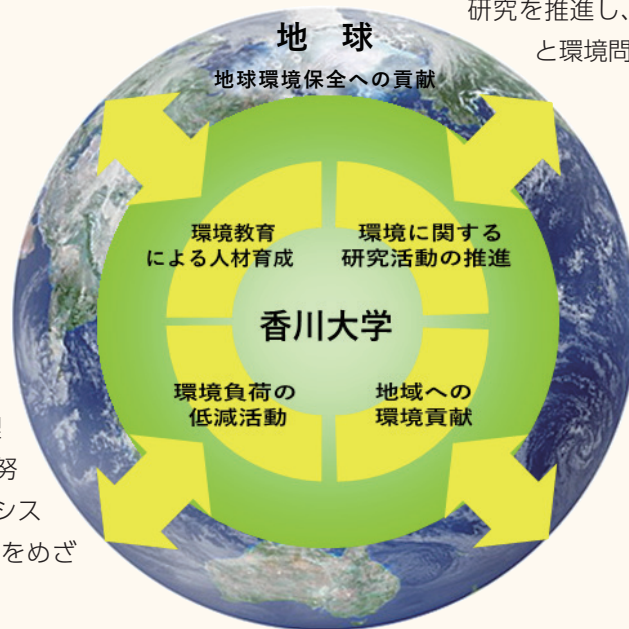 研究を推進し、
と環境問
地　球
地球環境保全への貢献
環境教育
による人材育成
環境に関する
研究活動の推進
香川大学
環境負荷の
低減活動
地域への
環境貢献
努
シス
をめざ